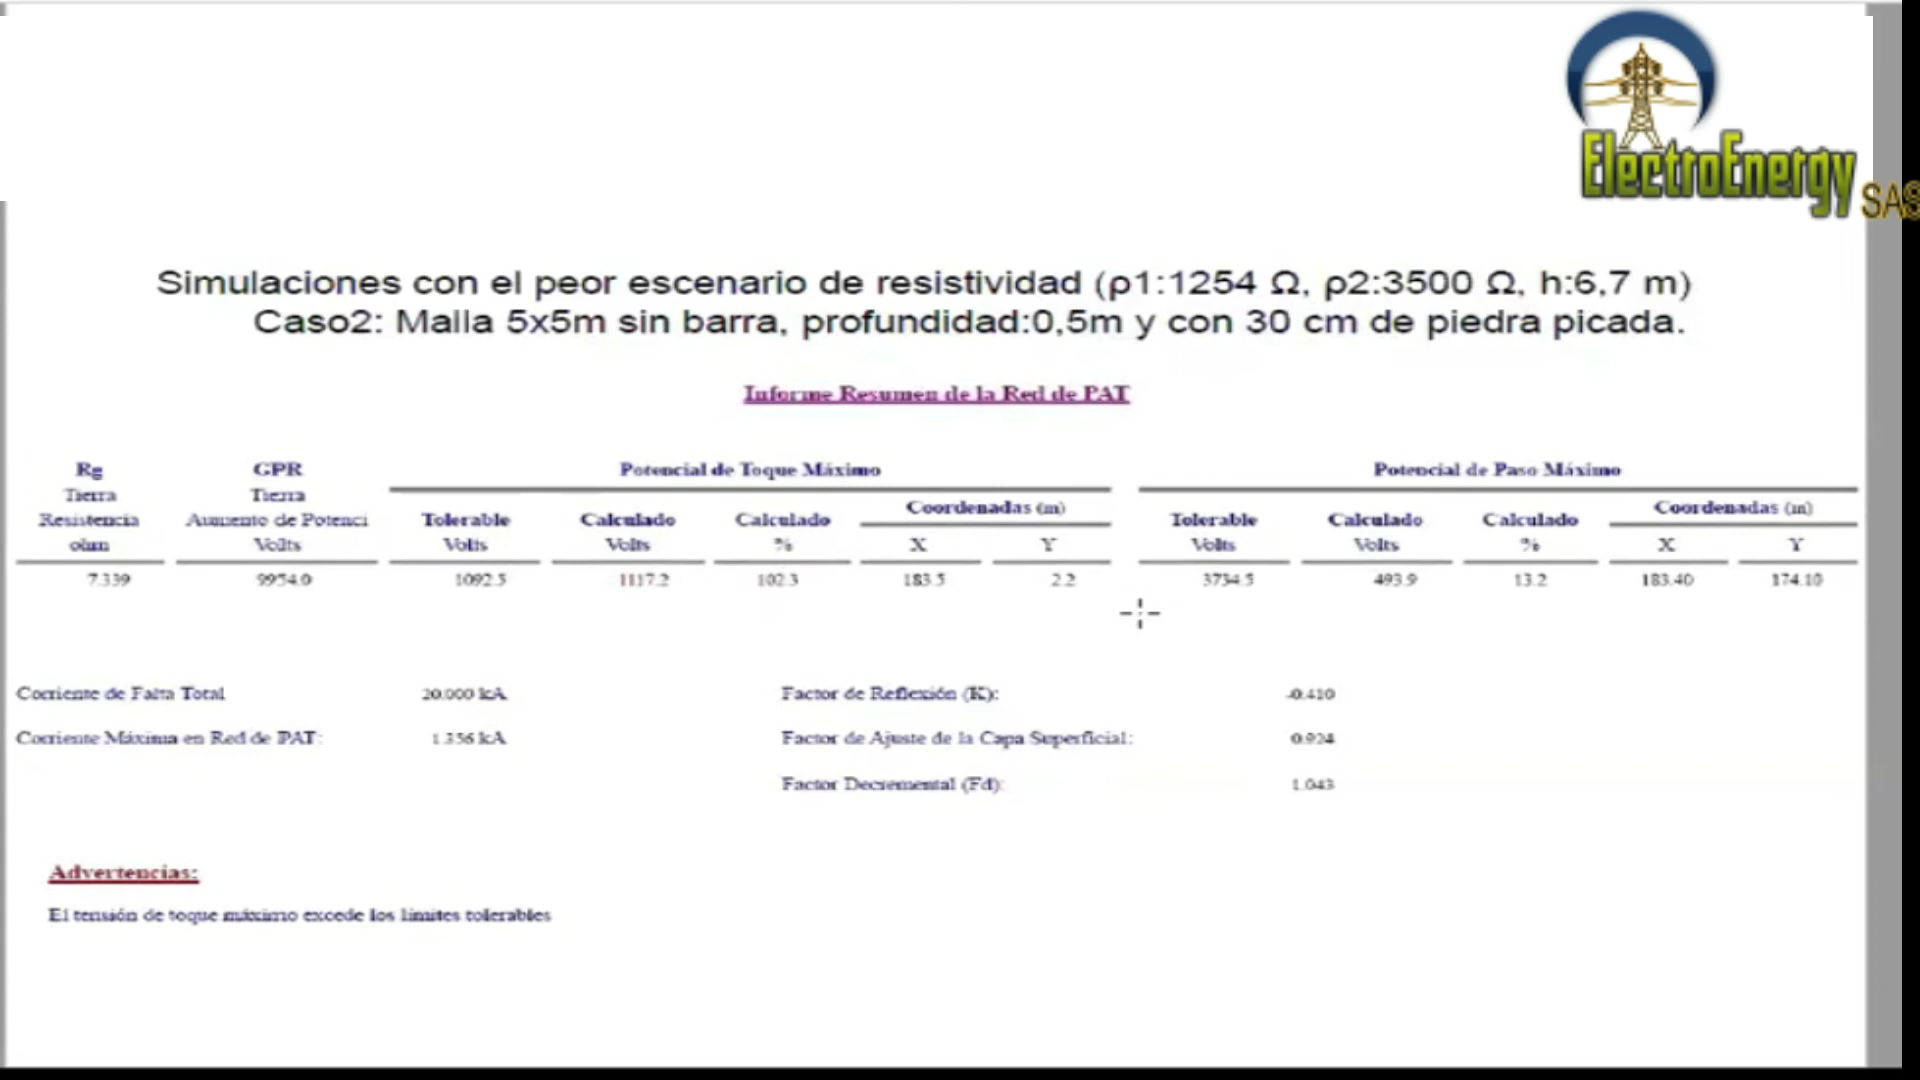 ElectroEnergy SAS
Simulaciones con el peor escenario de resistividad (ρ1:1254 Ω, ρ2:3500 Ω, h:6,7 m)
Caso2: Malla 5x5m sin barra, profundidad:0,5m y con 30 cm de piedra picada.
Informe Resumen de la Red de PAT
Rg GPR Potencial de Toque Máximo Potencial de Paso Máximo
Tierra Tierra Coordenadas (m) Coordenadas (m)
Resistencia Aumento de Potenci Tolerable Calculado Calculado Tolerable Calculado Calculado
ohm Volts Volts Volts % X Y Volts Volts % X Y
7.339 9954.0 1092.5 1117.2 102.3 183.5 2.2 3734.5 493.9 13.2 183.40 174.10
Corriente de Falta Total 20.000 kA Factor de Reflexión (K): -0.410
Corriente Máxima en Red de PAT: 1.356 kA Factor de Ajuste de la Capa Superficial: 0.924
Factor Decremental (Fd): 1.043
Advertencias:
El tensión de toque máximo excede los límites tolerables